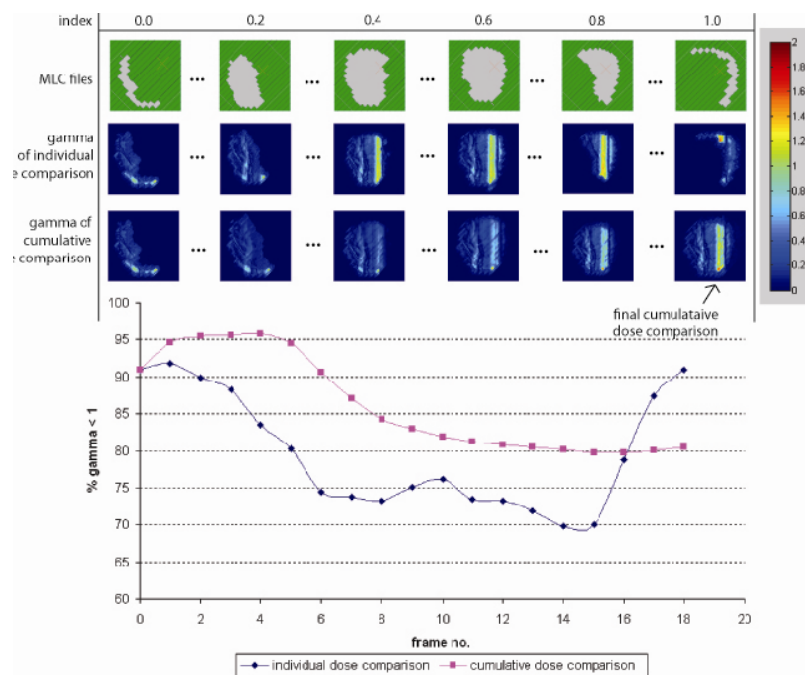 index 0.0 0.2 0.4 0.6 0.8 1.0
MLC files ... ... ... ... ...
gamma
of individual
e comparison ... ... ... ... ...
gamma of
cumulative
e comparison ... ... ... ... ...
2
1.8
1.6
1.4
1.2
1
0.8
0.6
0.4
0.2
0
final cumulataive
dose comparison
100
95
90
85
80
75
70
65
60
% gamma < 1
0 2 4 6 8 10 12 14 16 18 20
frame no.
individual dose comparison cumulative dose comparison